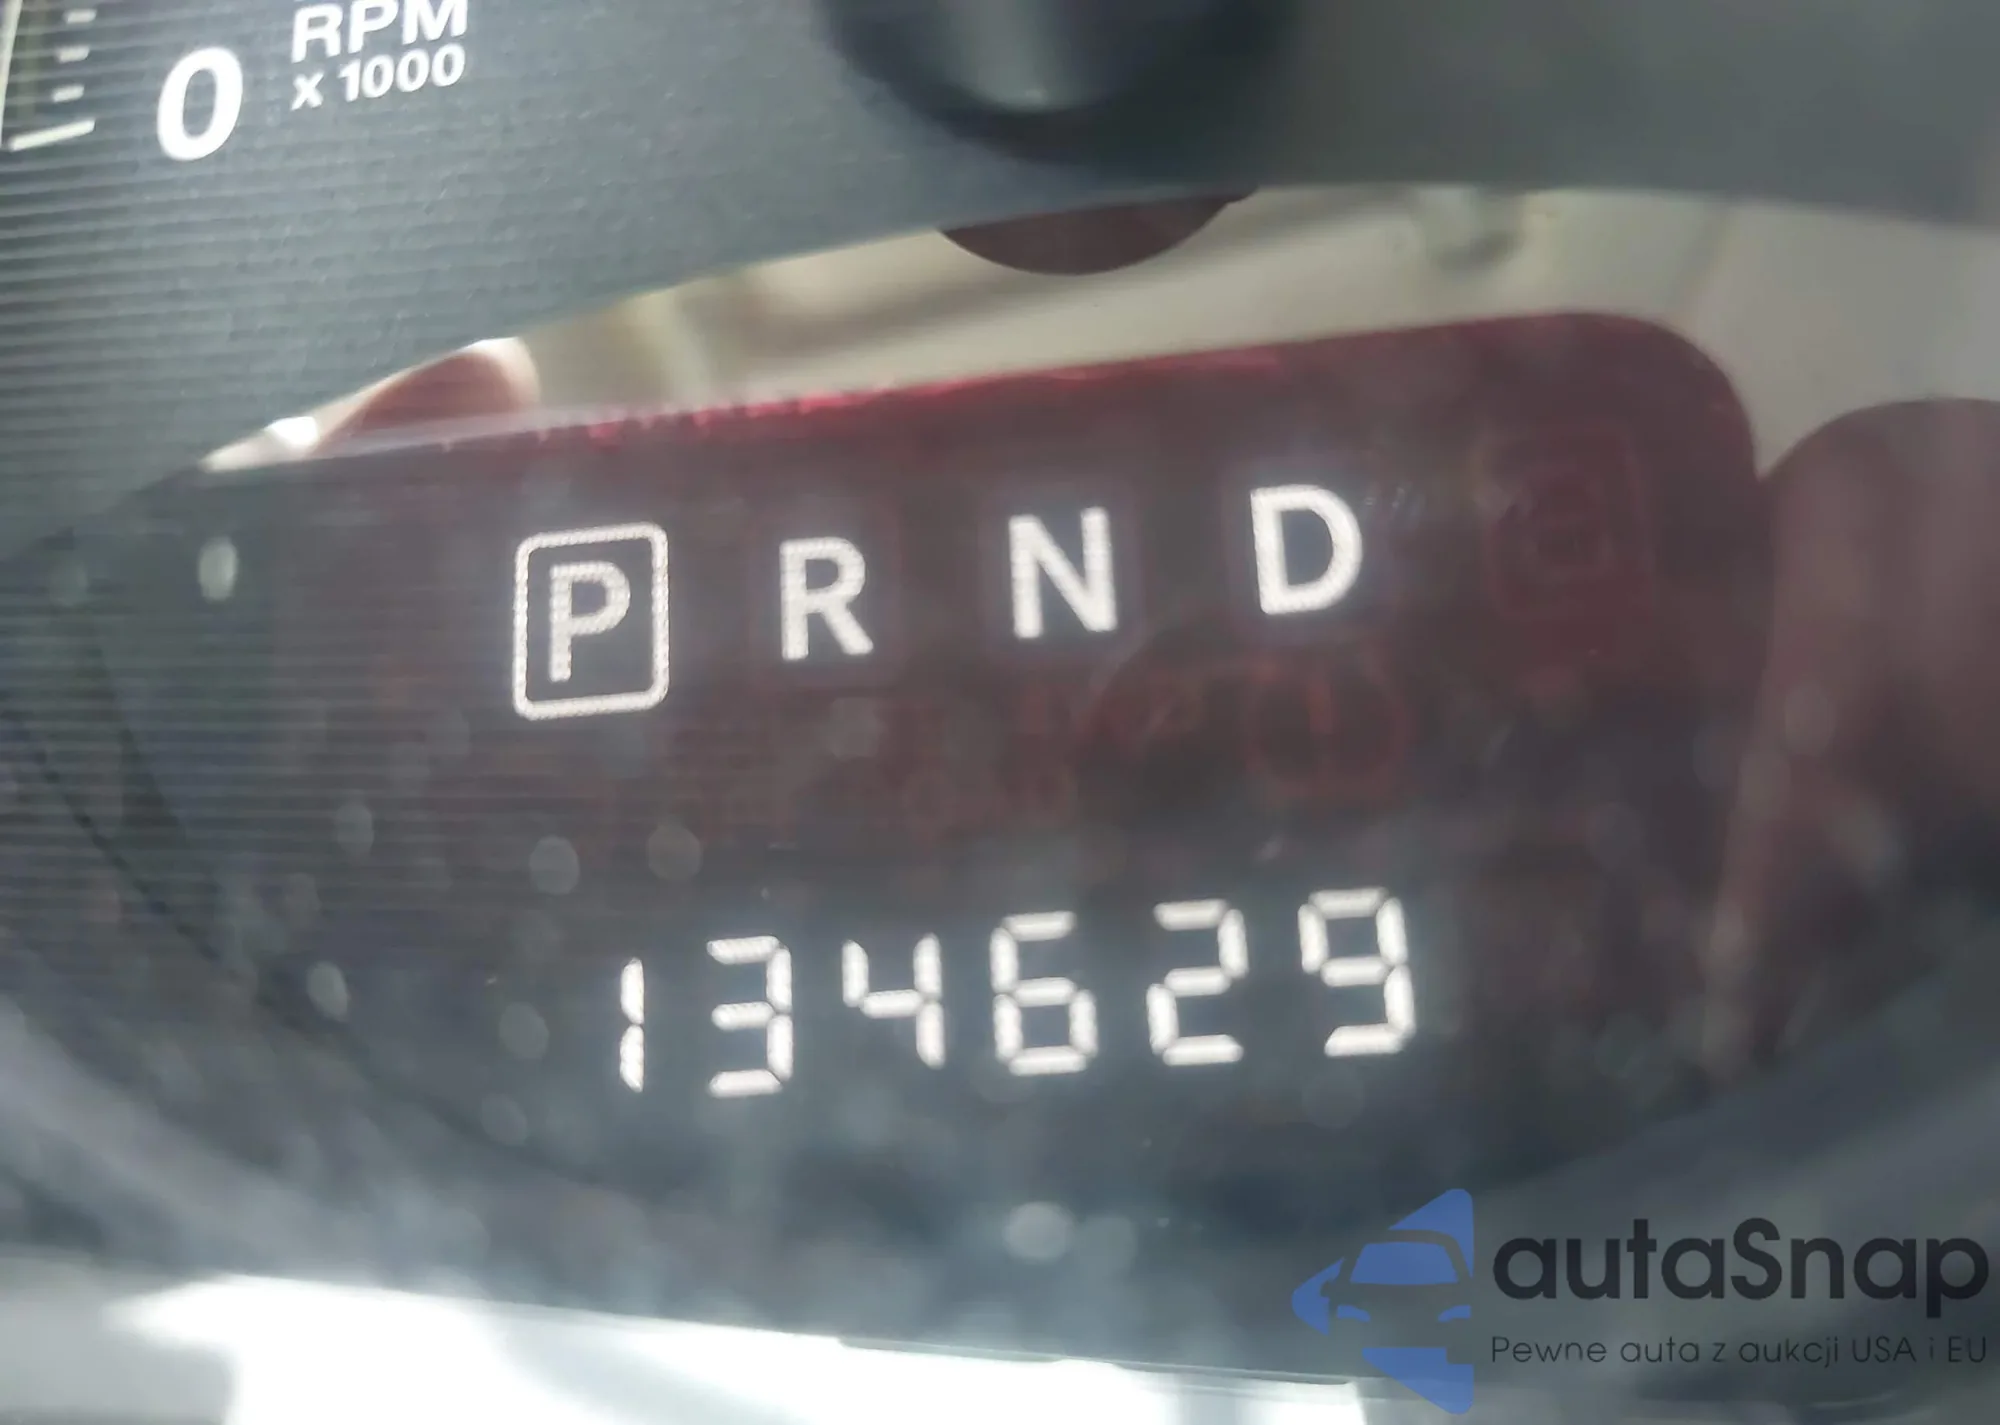 RPM
0 x 1000
P R N D
134629
autaSnap
Pewne auta z aukcji USA i EU